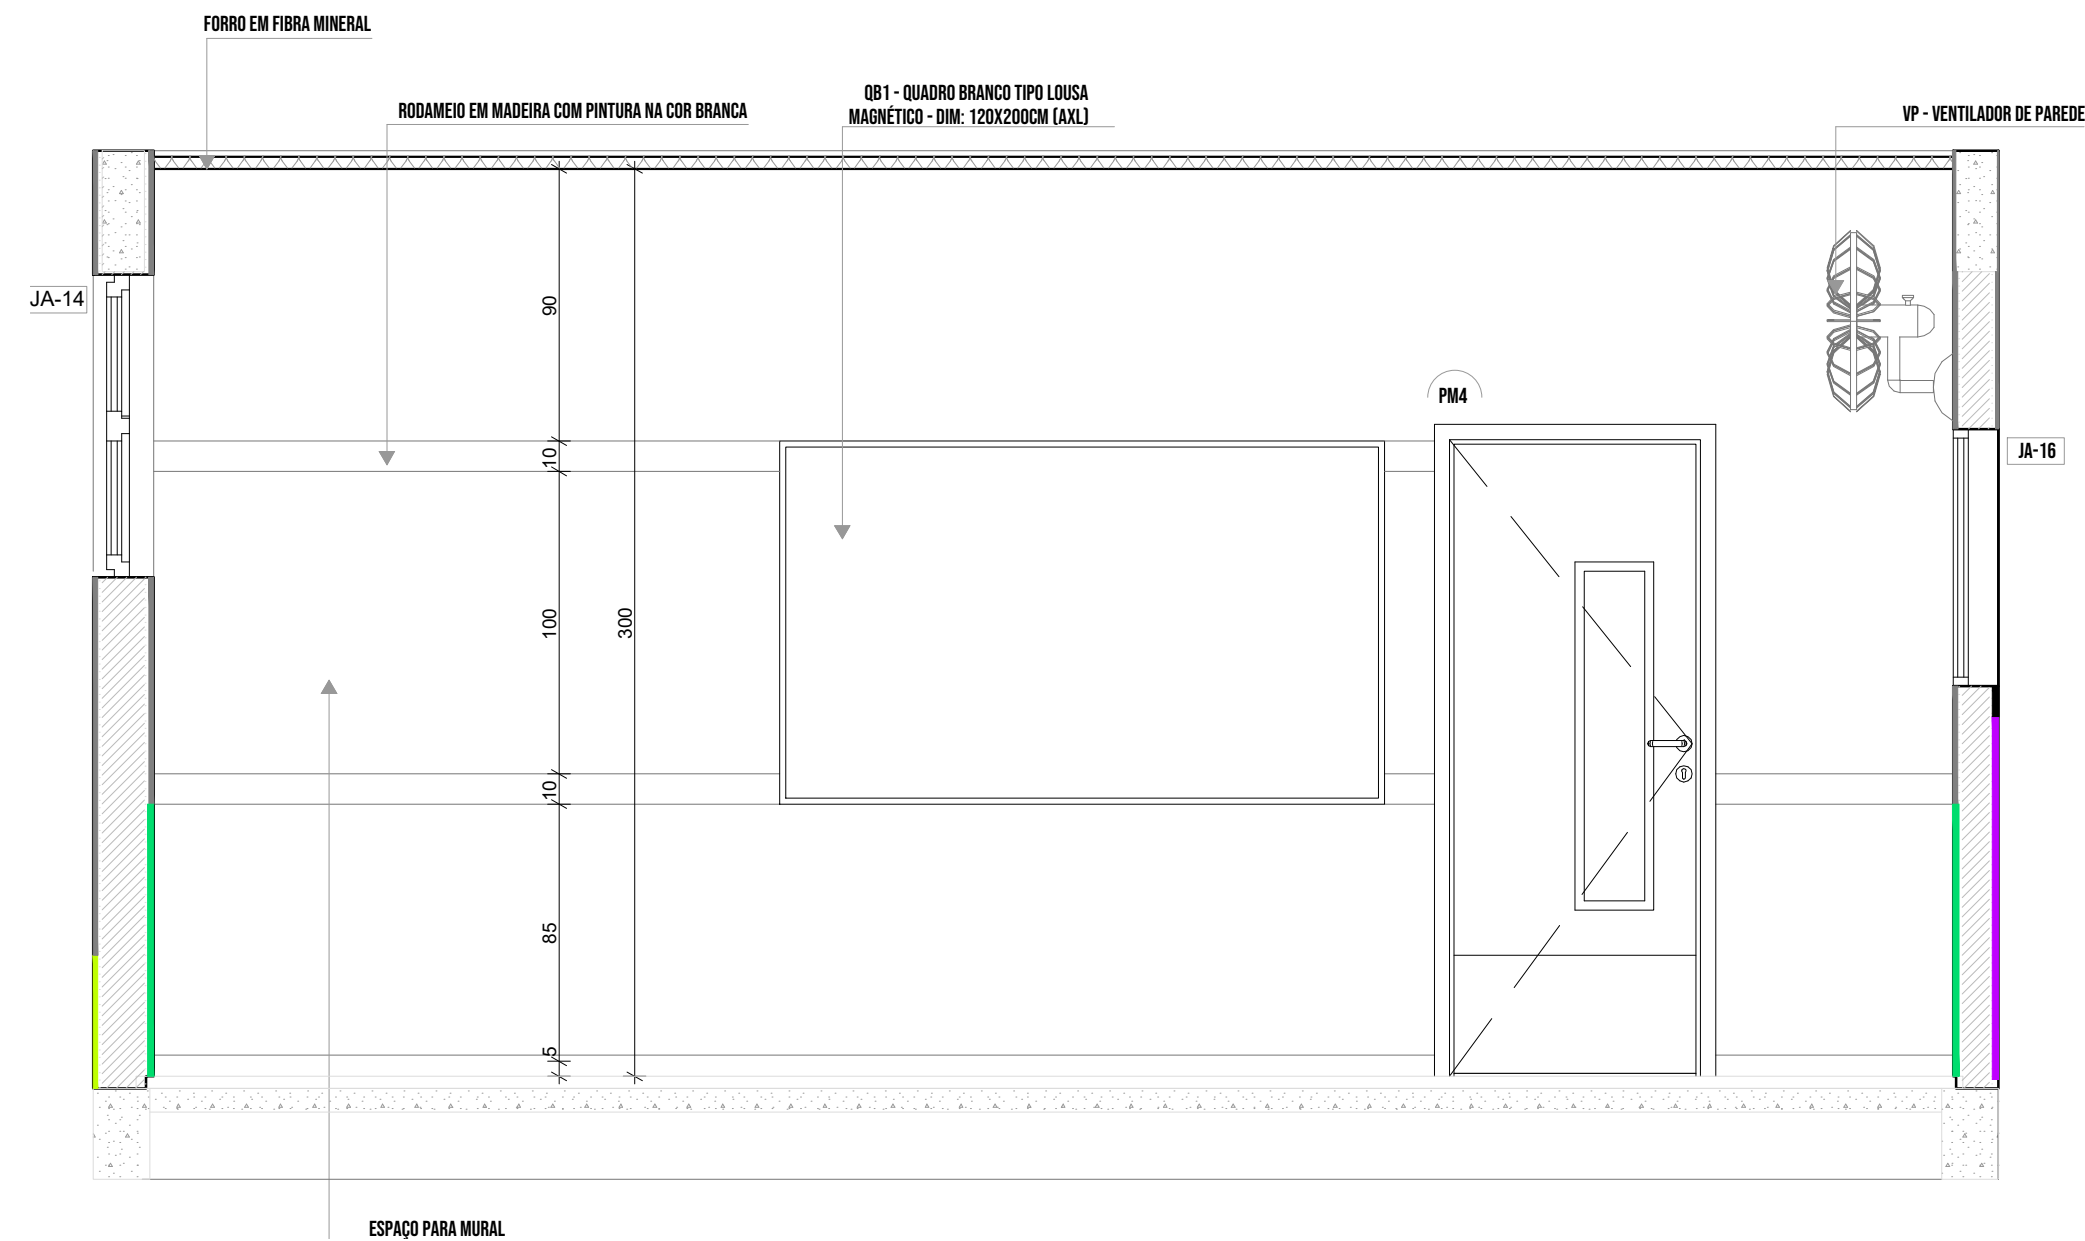 FORRO EM FIBRA MINERAL
RODAMEIO EM MADEIRA COM PINTURA NA COR BRANCA
QB1 - QUADRO BRANCO TIPO LOUSA
MAGNÉTICO - DIM: 120X200CM (AXL)
VP - VENTILADOR DE PAREDE
JA-14
90
PM4
10
JA-16
100
300
10
85
5
ESPAÇO PARA MURAL